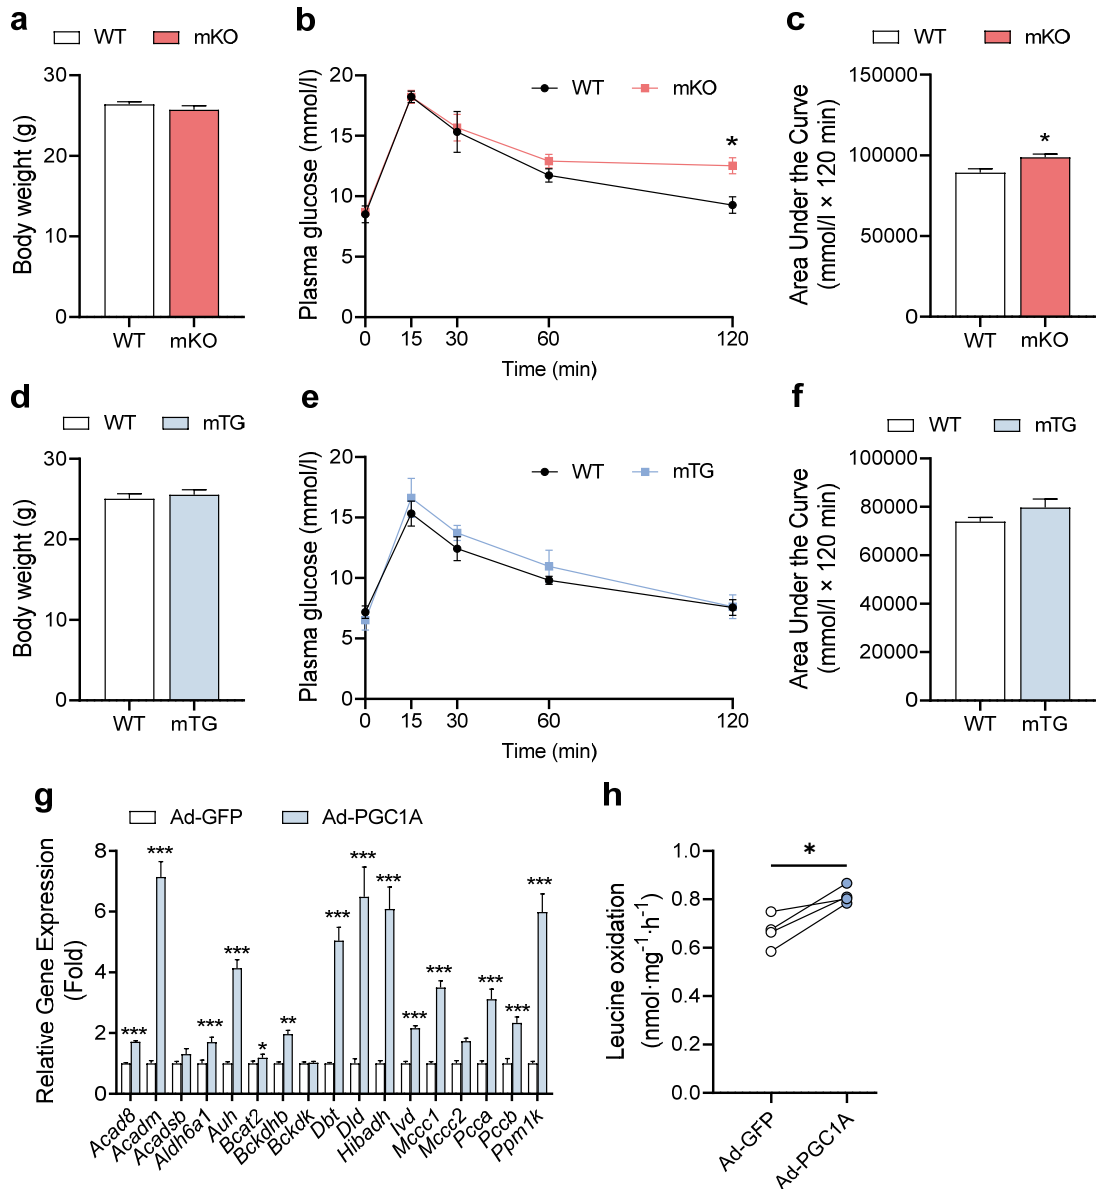 a
WT mKO
Body weight (g)
30
20
10
0
WT mKO
b
WT mKO
Plasma glucose (mmol/l)
20
15
10
5
0
*
0 15 30 60 120
Time (min)
c
WT mKO
Area Under the Curve
(mmol/l × 120 min)
150000
100000
50000
0
*
WT mKO
d
WT mTG
Body weight (g)
30
20
10
0
WT mTG
e
WT mTG
Plasma glucose (mmol/l)
20
15
10
5
0
0 15 30 60 120
Time (min)
f
WT mTG
Area Under the Curve
(mmol/l × 120 min)
100000
80000
60000
40000
20000
0
WT mTG
g
Ad-GFP Ad-PGC1A
Relative Gene Expression
(Fold)
8
6
4
2
0
*** *** *** *** * ** *** *** *** *** *** *** *** ***
Acad8
Acadm
Acadsb
Aldh6a1
Auh
Bcat2
Bckdhb
Bckdk
Dbt
Dld
Hibadh
Ivd
Mccc1
Mccc2
Pcca
Pccb
Ppm1k
h
Leucine oxidation
(nmol·mg⁻¹·h⁻¹)
1.0
0.8
0.6
0.4
0.2
0.0
*
Ad-GFP
Ad-PGC1A